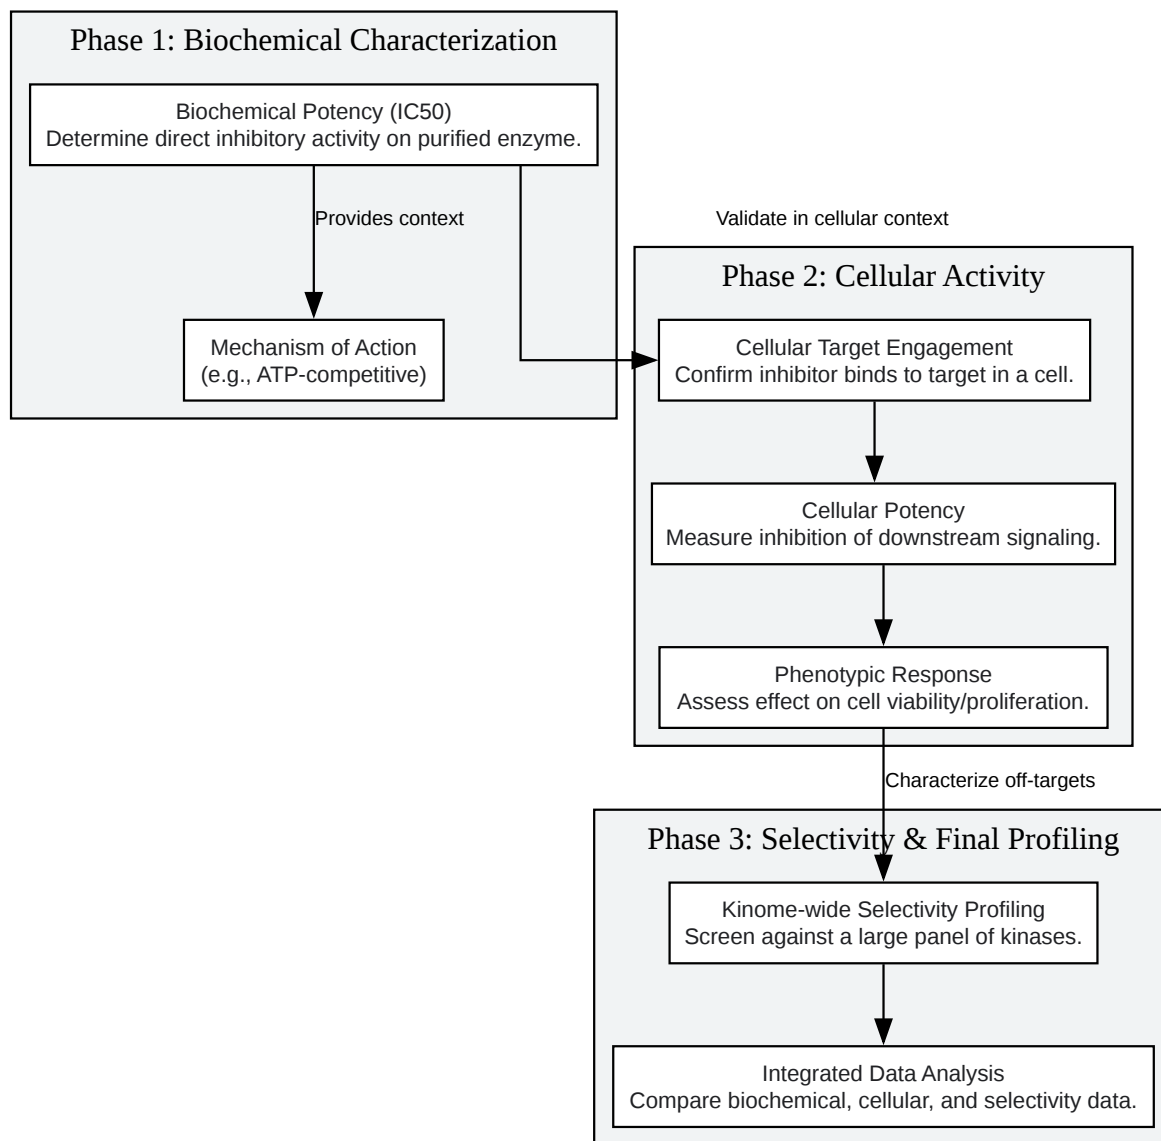 Phase 1: Biochemical Characterization
Biochemical Potency (IC50)
Determine direct inhibitory activity on purified enzyme.
Provides context
Mechanism of Action
(e.g., ATP-competitive)
Validate in cellular context
Phase 2: Cellular Activity
Cellular Target Engagement
Confirm inhibitor binds to target in a cell.
Cellular Potency
Measure inhibition of downstream signaling.
Phenotypic Response
Assess effect on cell viability/proliferation.
Characterize off-targets
Phase 3: Selectivity & Final Profiling
Kinome-wide Selectivity Profiling
Screen against a large panel of kinases.
Integrated Data Analysis
Compare biochemical, cellular, and selectivity data.